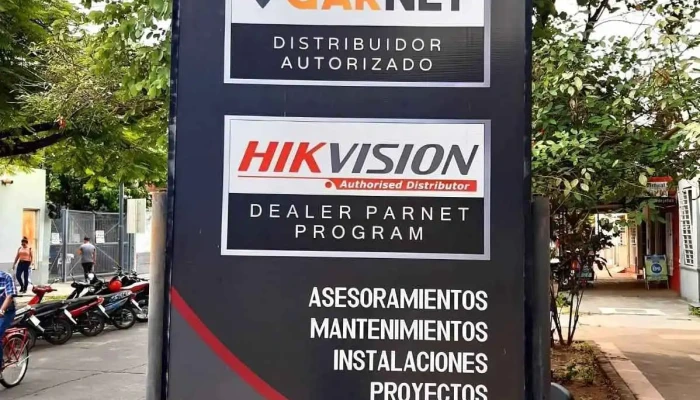 GARNET
DISTRIBUIDOR
AUTORIZADO
HIKVISION
Authorised Distributor
DEALER PARNET
PROGRAM
ASESORAMIENTOS
MANTENIMIENTOS
INSTALACIONES
PROYECTOS